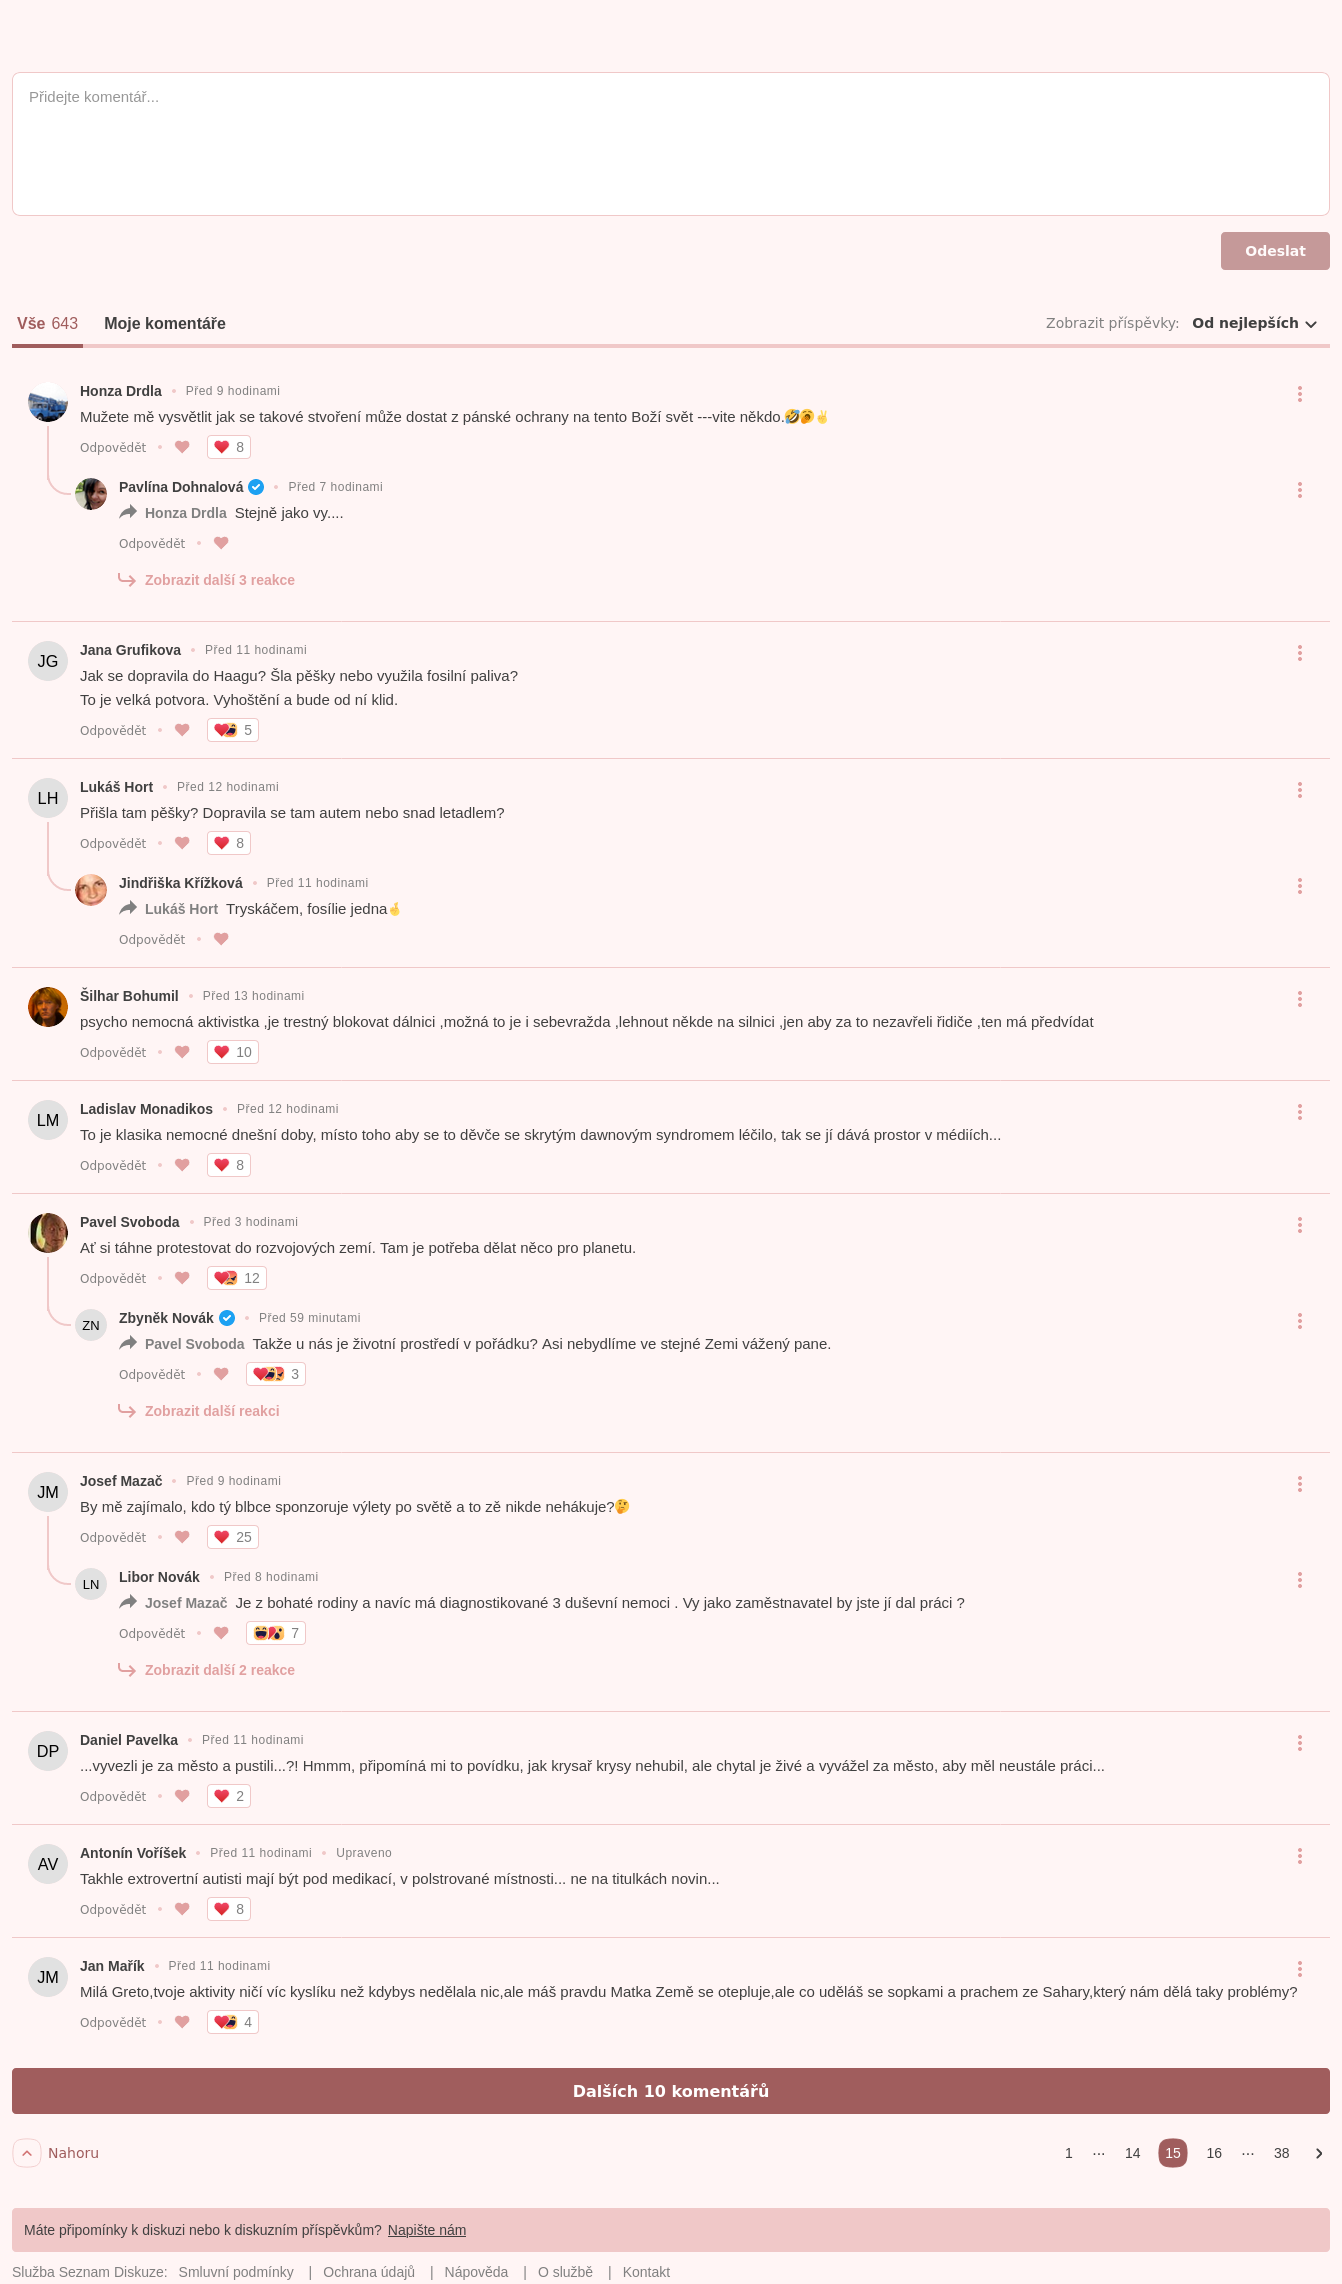 Přidejte komentář...
Odeslat
Vše 643 Moje komentáře Zobrazit příspěvky: Od nejlepších
Honza Drdla • Před 9 hodinami
Mužete mě vysvětlit jak se takové stvoření může dostat z pánské ochrany na tento Boží svět ---vite někdo.🤣🥠✌️
Odpovědět • 8
Pavlína Dohnalová • Před 7 hodinami
Honza Drdla Stejně jako vy....
Odpovědět •
Zobrazit další 3 reakce
JG Jana Grufikova • Před 11 hodinami
Jak se dopravila do Haagu? Šla pěšky nebo využila fosilní paliva?
To je velká potvora. Vyhoštění a bude od ní klid.
Odpovědět • 5
LH Lukáš Hort • Před 12 hodinami
Přišla tam pěšky? Dopravila se tam autem nebo snad letadlem?
Odpovědět • 8
Jindřiška Křížková • Před 11 hodinami
Lukáš Hort Tryskáčem, fosílie jedna
Odpovědět •
Šilhar Bohumil • Před 13 hodinami
psycho nemocná aktivistka ,je trestný blokovat dálnici ,možná to je i sebevražda ,lehnout někde na silnici ,jen aby za to nezavřeli řidiče ,ten má předvídat
Odpovědět • 10
LM Ladislav Monadikos • Před 12 hodinami
To je klasika nemocné dnešní doby, místo toho aby se to děvče se skrytým dawnovým syndromem léčilo, tak se jí dává prostor v médiích...
Odpovědět • 8
Pavel Svoboda • Před 3 hodinami
Ať si táhne protestovat do rozvojových zemí. Tam je potřeba dělat něco pro planetu.
Odpovědět • 12
ZN Zbyněk Novák • Před 59 minutami
Pavel Svoboda Takže u nás je životní prostředí v pořádku? Asi nebydlíme ve stejné Zemi vážený pane.
Odpovědět • 3
Zobrazit další reakci
JM Josef Mazač • Před 9 hodinami
By mě zajímalo, kdo tý blbce sponzoruje výlety po světě a to zě nikde nehákuje?🤔
Odpovědět • 25
LN Libor Novák • Před 8 hodinami
Josef Mazač Je z bohaté rodiny a navíc má diagnostikované 3 duševní nemoci . Vy jako zaměstnavatel by jste jí dal práci ?
Odpovědět • 7
Zobrazit další 2 reakce
DP Daniel Pavelka • Před 11 hodinami
...vyvezli je za město a pustili...?! Hmmm, připomíná mi to povídku, jak krysař krysy nehubil, ale chytal je živé a vyvážel za město, aby měl neustále práci...
Odpovědět • 2
AV Antonín Voříšek • Před 11 hodinami • Upraveno
Takhle extrovertní autisti mají být pod medikací, v polstrované místnosti... ne na titulkách novin...
Odpovědět • 8
JM Jan Mařík • Před 11 hodinami
Milá Greto,tvoje aktivity ničí víc kyslíku než kdybys nedělala nic,ale máš pravdu Matka Země se otepluje,ale co uděláš se sopkami a prachem ze Sahary,který nám dělá taky problémy?
Odpovědět • 4
Dalších 10 komentářů
Nahoru 1 ··· 14 15 16 ··· 38
Máte připomínky k diskuzi nebo k diskuzním příspěvkům? Napište nám
Služba Seznam Diskuze: Smluvní podmínky | Ochrana údajů | Nápověda | O službě | Kontakt